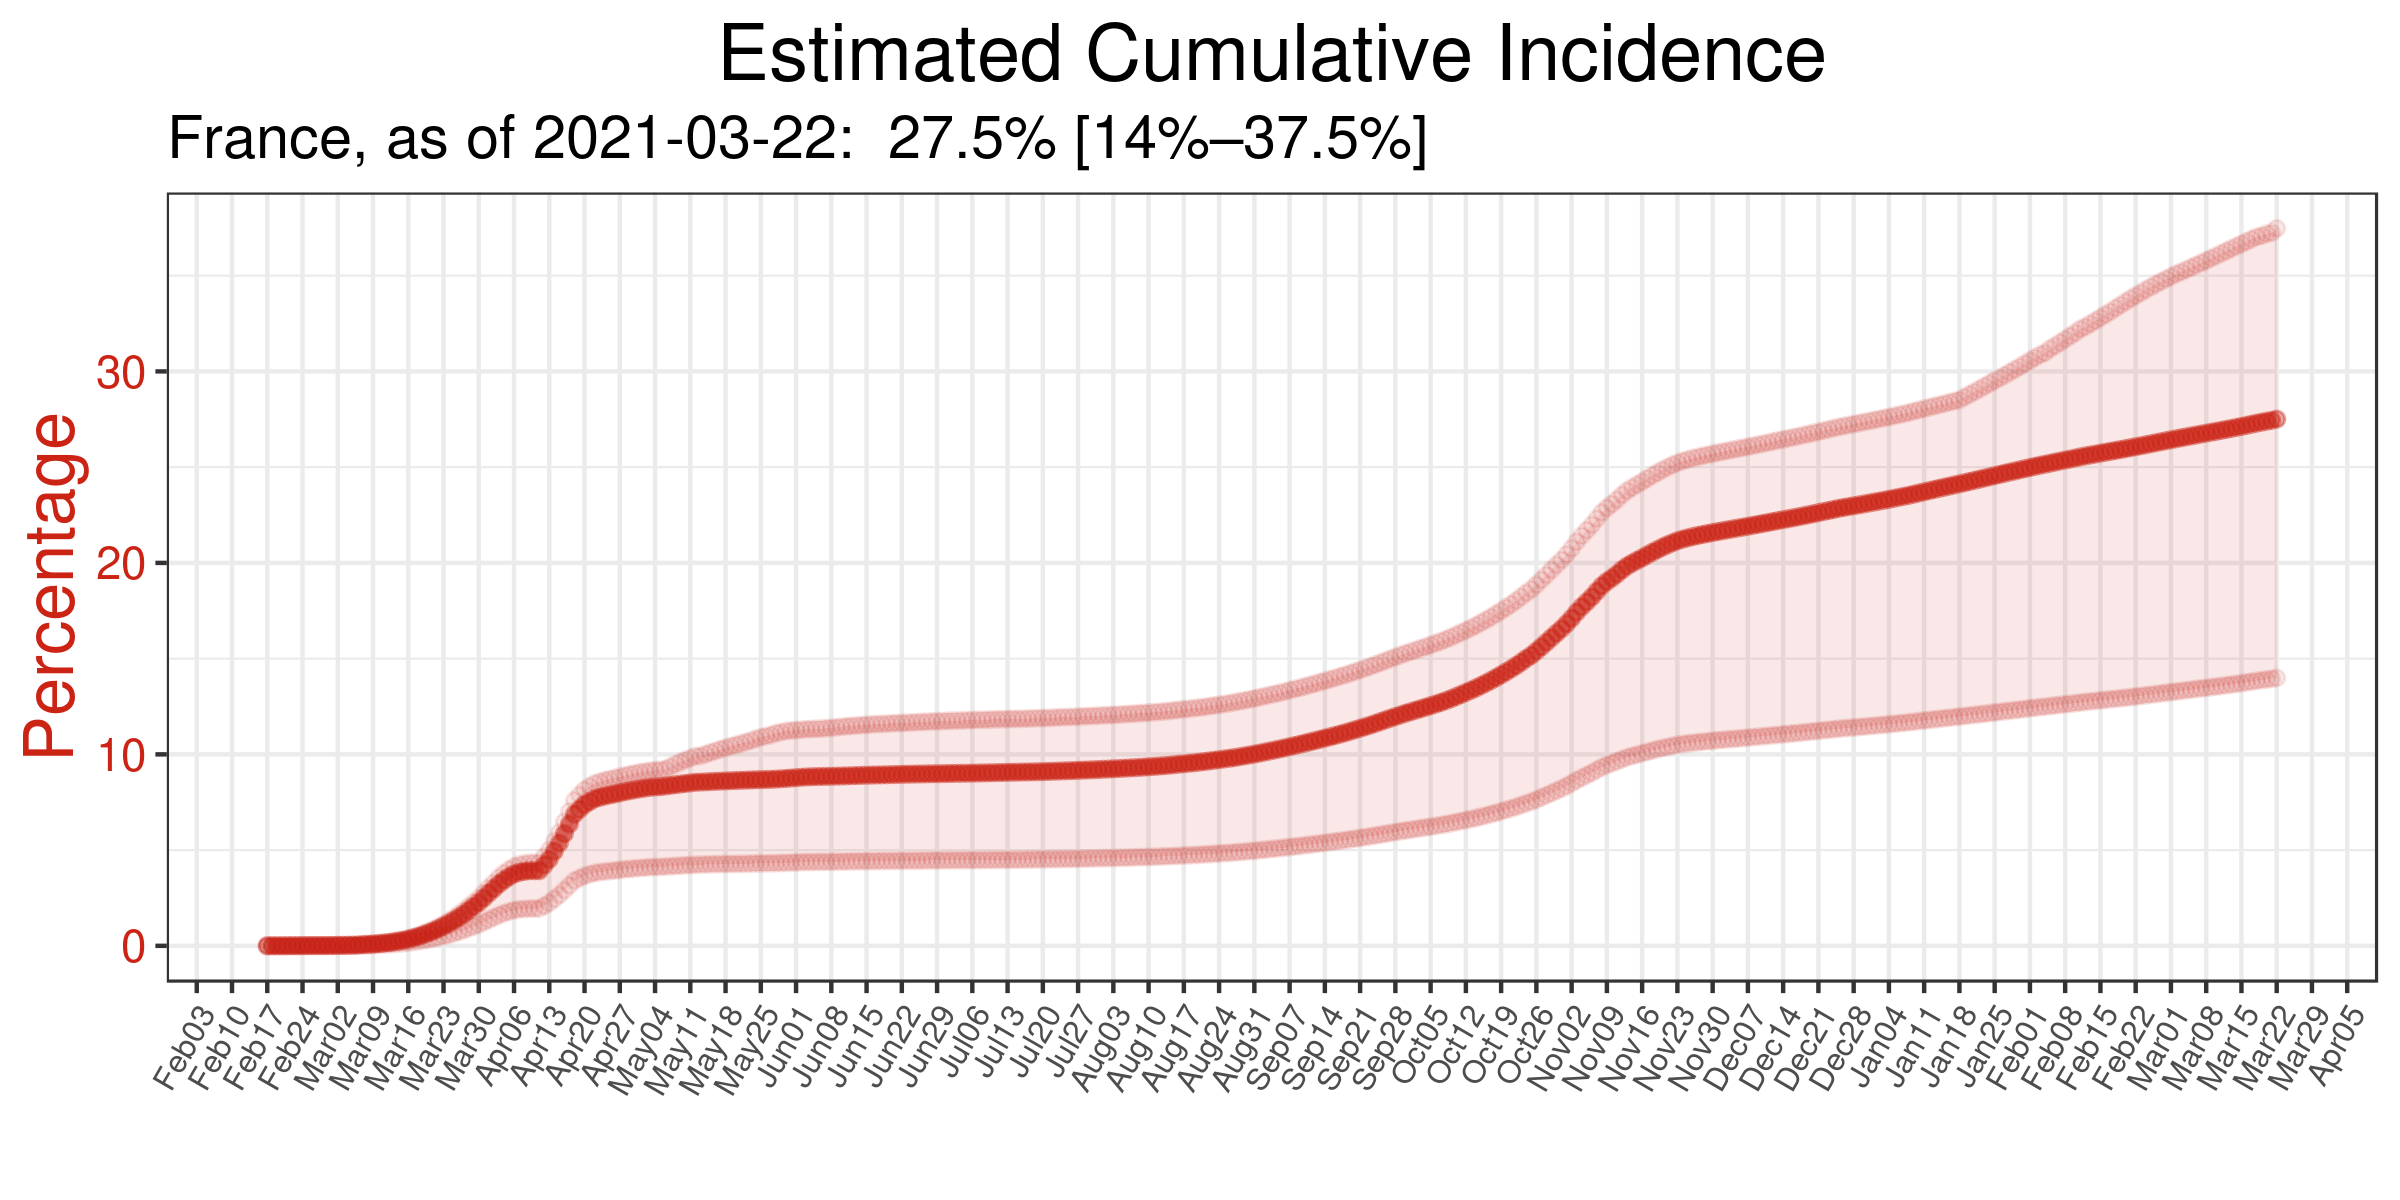 Estimated Cumulative Incidence
France, as of 2021-03-22:  27.5% [14%–37.5%]
Percentage
30
20
10
0
Feb03
Feb10
Feb17
Feb24
Mar02
Mar09
Mar16
Mar23
Mar30
Apr06
Apr13
Apr20
Apr27
May04
May11
May18
May25
Jun01
Jun08
Jun15
Jun22
Jun29
Jul06
Jul13
Jul20
Jul27
Aug03
Aug10
Aug17
Aug24
Aug31
Sep07
Sep14
Sep21
Sep28
Oct05
Oct12
Oct19
Oct26
Nov02
Nov09
Nov16
Nov23
Nov30
Dec07
Dec14
Dec21
Dec28
Jan04
Jan11
Jan18
Jan25
Feb01
Feb08
Feb15
Feb22
Mar01
Mar08
Mar15
Mar22
Mar29
Apr05